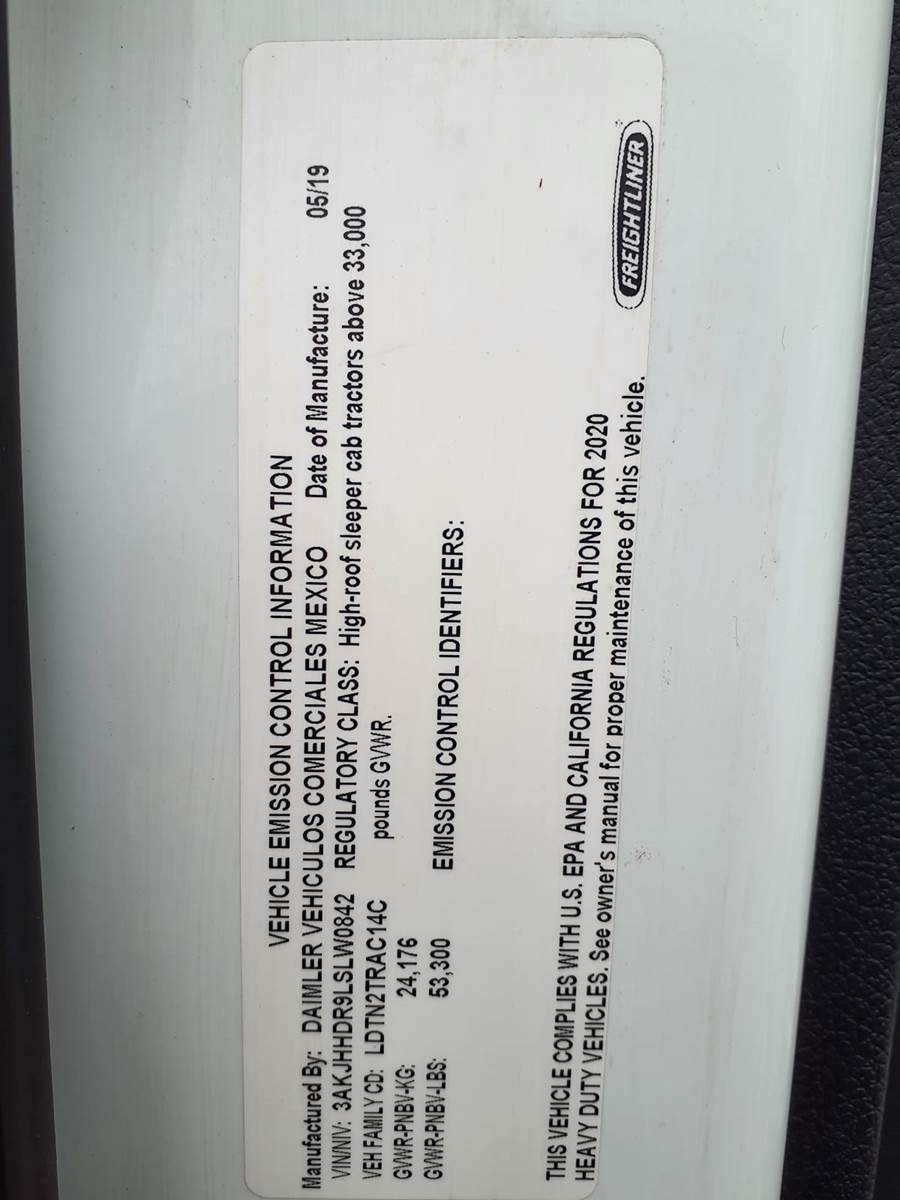 VEHICLE EMISSION CONTROL INFORMATION
Manufactured By: DAIMLER VEHICULOS COMERCIALES MEXICO Date of Manufacture: 05/19
VIN/NIV: 3AKJHHDR9LSLW0842 REGULATORY CLASS: High-roof sleeper cab tractors above 33,000
VEH FAMILY CD: LDTN2TRAC14C pounds GVWR.
GVWR-PNBV-KG: 24,176
GVWR-PNBV-LBS: 53,300 EMISSION CONTROL IDENTIFIERS:
THIS VEHICLE COMPLIES WITH U.S. EPA AND CALIFORNIA REGULATIONS FOR 2020
HEAVY DUTY VEHICLES. See owner's manual for proper maintenance of this vehicle.
FREIGHTLINER